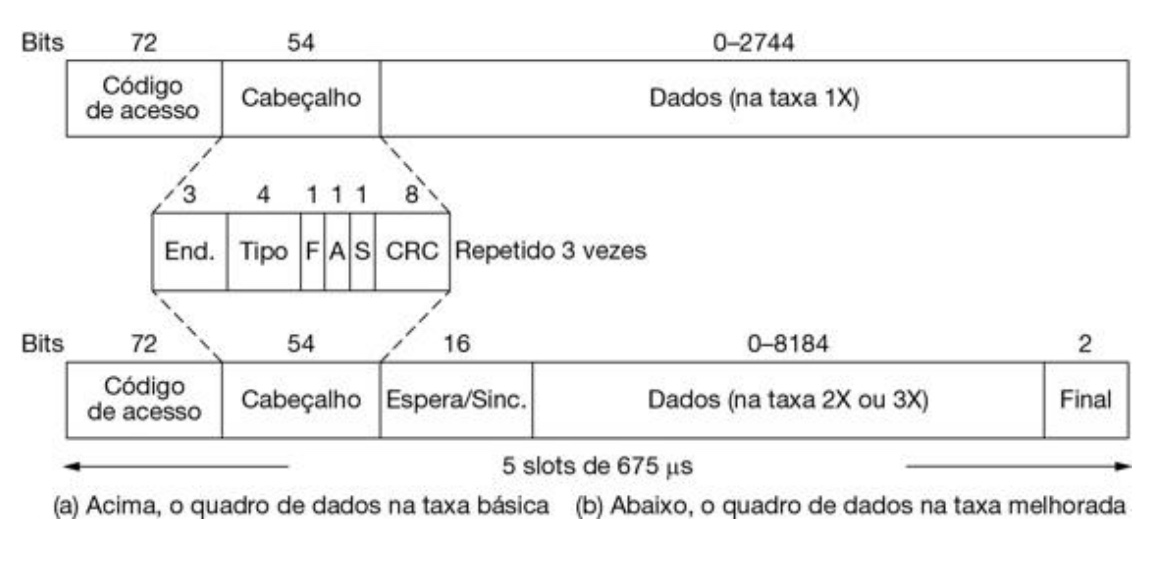 Bits 72 54 0–2744
Código
de acesso
Cabeçalho
Dados (na taxa 1X)
3 4 1 1 1 8
End. Tipo F A S CRC Repetido 3 vezes
Bits 72 54 16 0–8184 2
Código
de acesso
Cabeçalho
Espera/Sinc.
Dados (na taxa 2X ou 3X)
Final
5 slots de 675 μs
(a) Acima, o quadro de dados na taxa básica (b) Abaixo, o quadro de dados na taxa melhorada